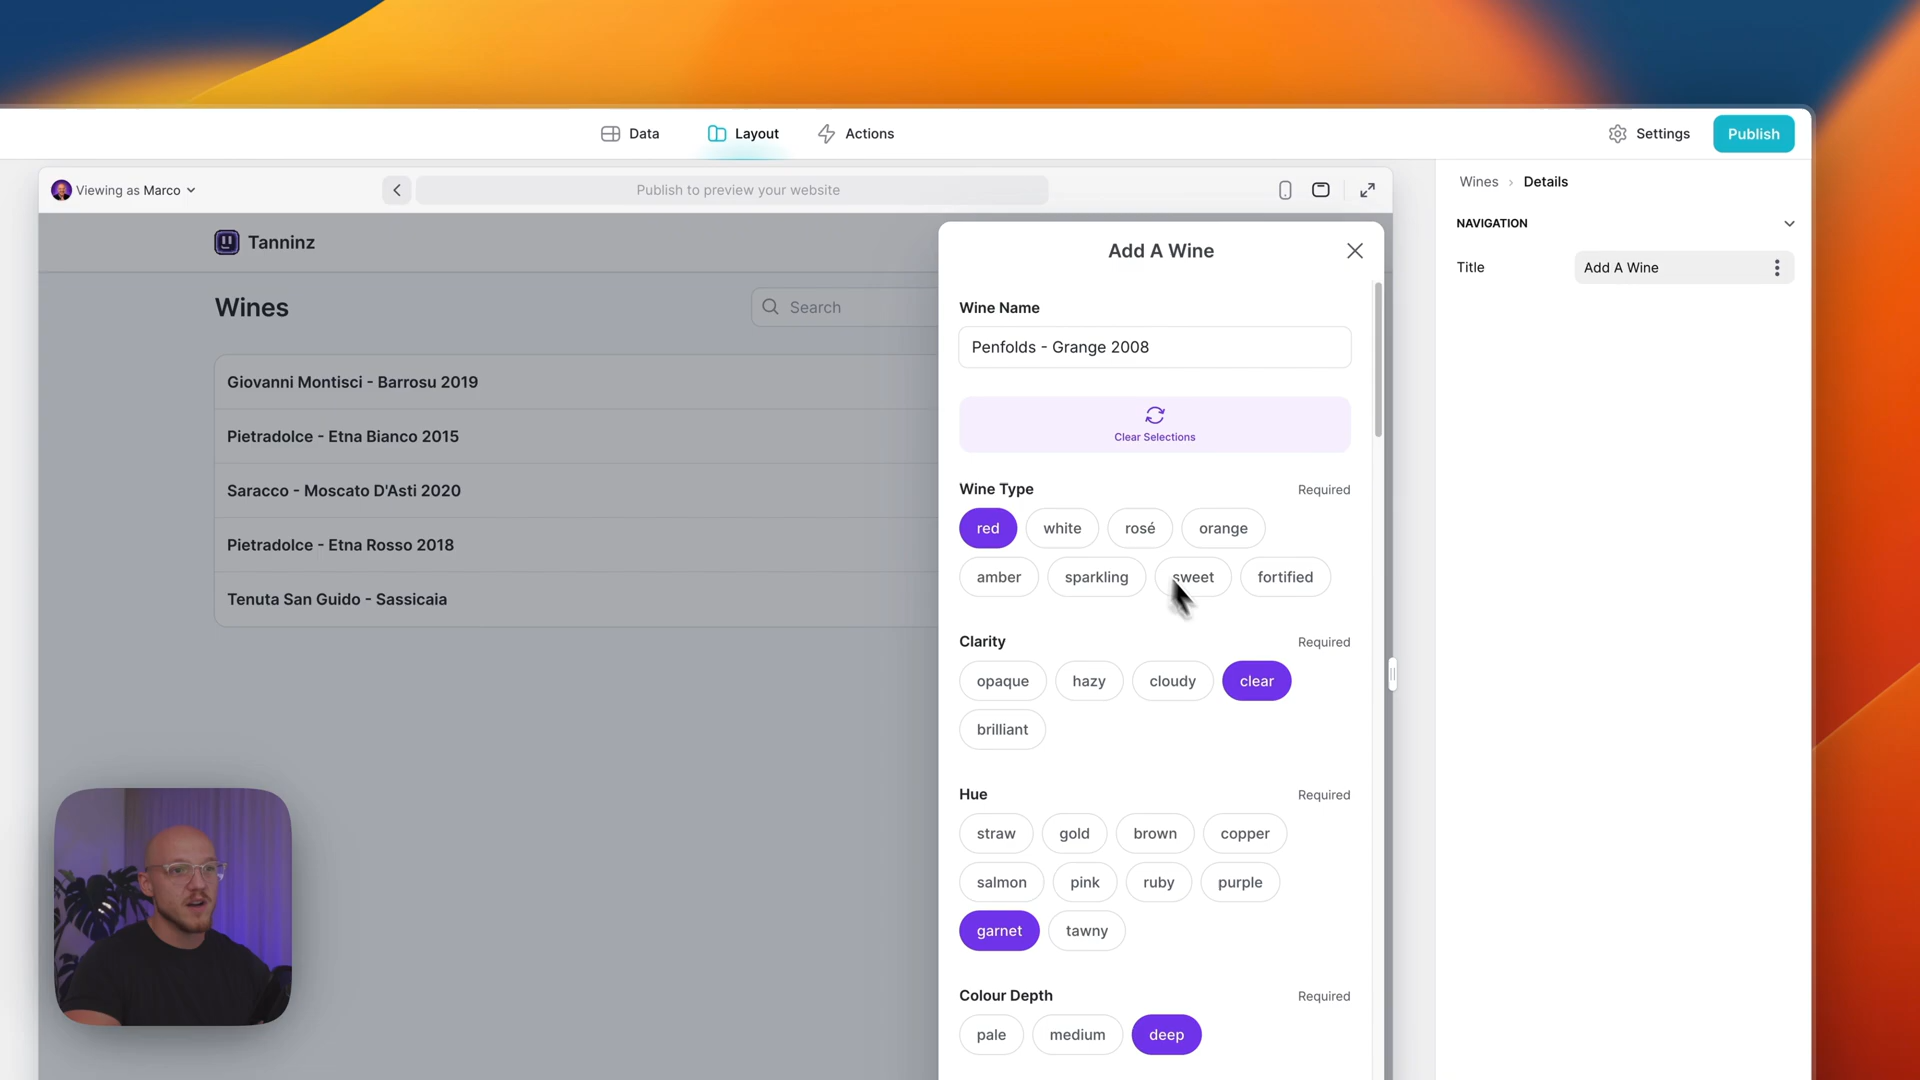 Data
Layout
Actions
Settings
Publish
Viewing as Marco
Publish to preview your website
Wines
Details
NAVIGATION
Title
Add A Wine
Tanninz
Wines
Search
Giovanni Montisci - Barrosu 2019
Pietradolce - Etna Bianco 2015
Saracco - Moscato D'Asti 2020
Pietradolce - Etna Rosso 2018
Tenuta San Guido - Sassicaia
Add A Wine
Wine Name
Penfolds - Grange 2008
Clear Selections
Wine Type Required
red white rosé orange
amber sparkling sweet fortified
Clarity Required
opaque hazy cloudy clear
brilliant
Hue Required
straw gold brown copper
salmon pink ruby purple
garnet tawny
Colour Depth Required
pale medium deep